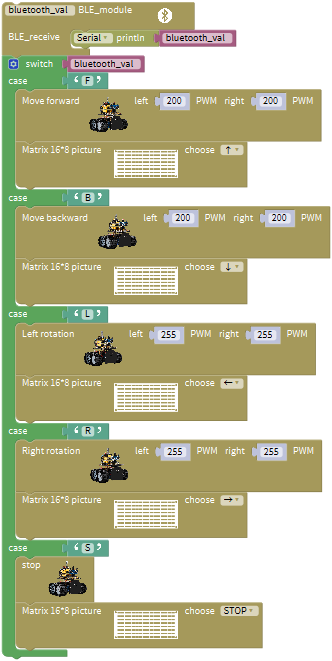 bluetooth_val BLE_module
BLE_receive Serial println bluetooth_val
switch bluetooth_val
case “ F ”
Move forward left 200 PWM right 200 PWM
Matrix 16*8 picture choose ↑
case “ B ”
Move backward left 200 PWM right 200 PWM
Matrix 16*8 picture choose ↓
case “ L ”
Left rotation left 255 PWM right 255 PWM
Matrix 16*8 picture choose ←
case “ R ”
Right rotation left 255 PWM right 255 PWM
Matrix 16*8 picture choose →
case “ S ”
stop
Matrix 16*8 picture choose STOP